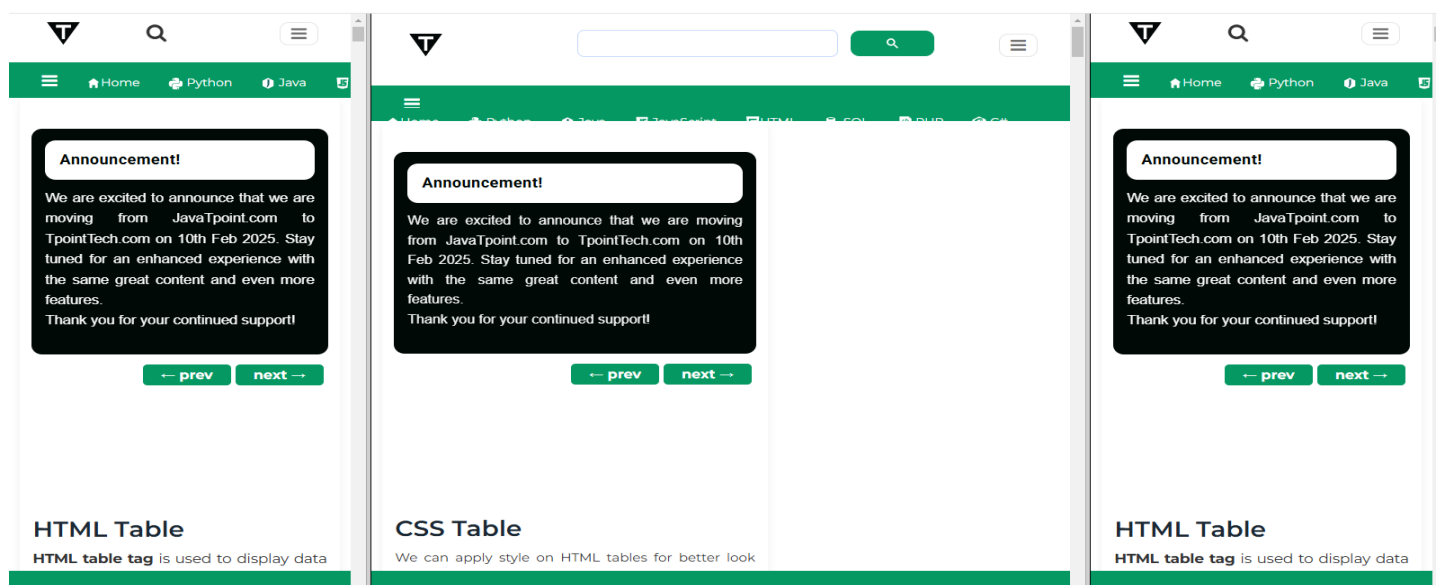 T
Home Python Java
Announcement!
We are excited to announce that we are
moving from JavaTpoint.com to
TpointTech.com on 10th Feb 2025. Stay
tuned for an enhanced experience with
the same great content and even more
features.
Thank you for your continued support!
← prev next →
HTML Table
HTML table tag is used to display data
T
Home Python Java JavaScript HTML SQL PHP C#
Announcement!
We are excited to announce that we are moving
from JavaTpoint.com to TpointTech.com on 10th
Feb 2025. Stay tuned for an enhanced experience
with the same great content and even more
features.
Thank you for your continued support!
← prev next →
CSS Table
We can apply style on HTML tables for better look
T
Home Python Java
Announcement!
We are excited to announce that we are
moving from JavaTpoint.com to
TpointTech.com on 10th Feb 2025. Stay
tuned for an enhanced experience with
the same great content and even more
features.
Thank you for your continued support!
← prev next →
HTML Table
HTML table tag is used to display data